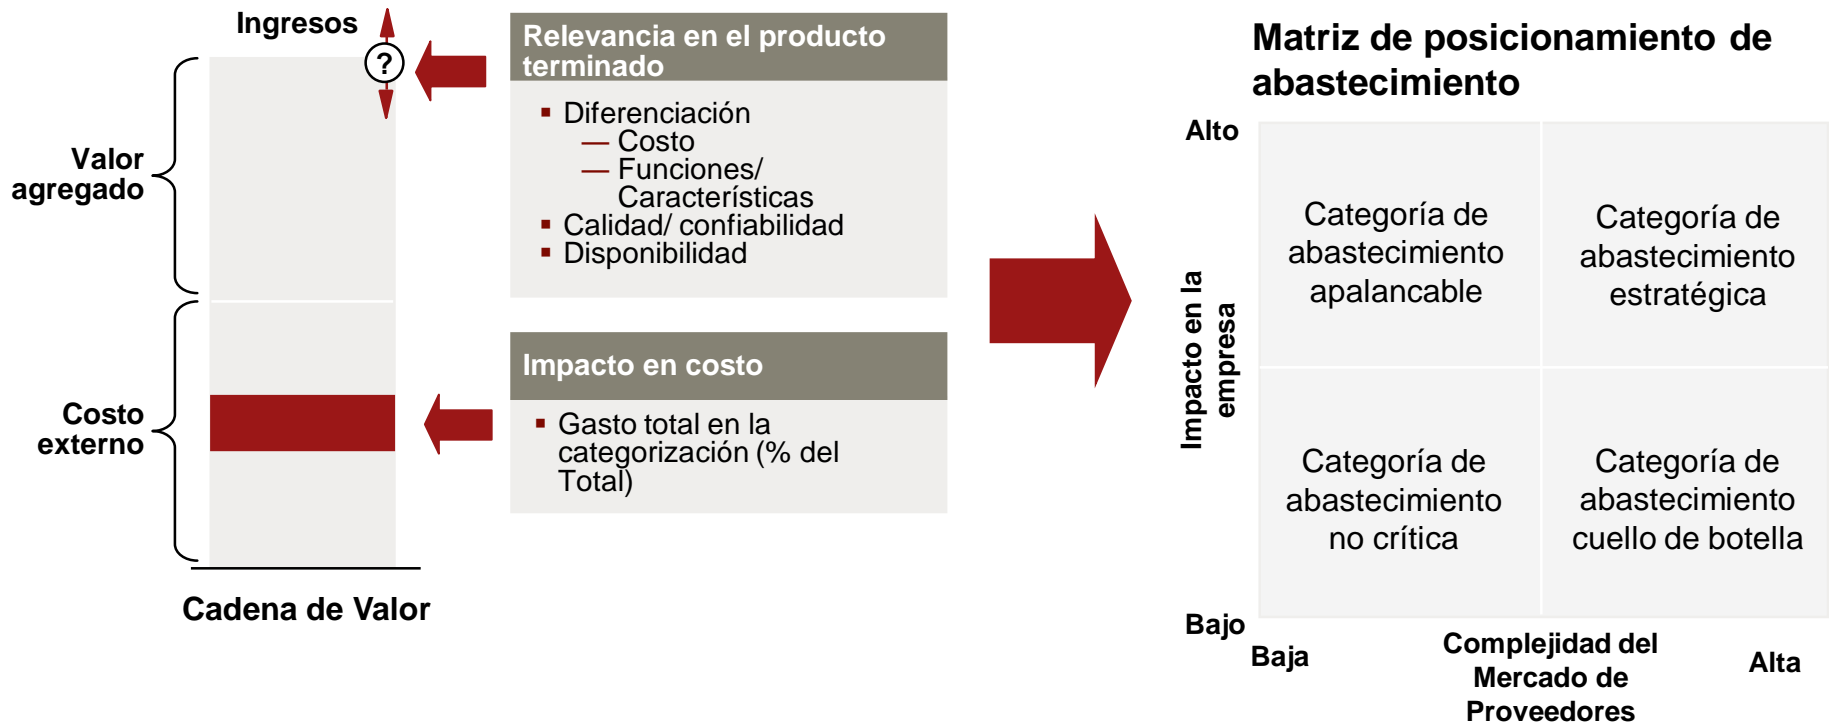 Ingresos
?
Valor
agregado
Costo
externo
Cadena de Valor
Relevancia en el producto
terminado
▪ Diferenciación
— Costo
— Funciones/
Características
▪ Calidad/ confiabilidad
▪ Disponibilidad
Impacto en costo
▪ Gasto total en la
categorización (% del
Total)
Matriz de posicionamiento de
abastecimiento
Alto
Impacto en la
empresa
Bajo
Categoría de
abastecimiento
apalancable
Categoría de
abastecimiento
estratégica
Categoría de
abastecimiento
no crítica
Categoría de
abastecimiento
cuello de botella
Baja
Complejidad del
Mercado de
Proveedores
Alta